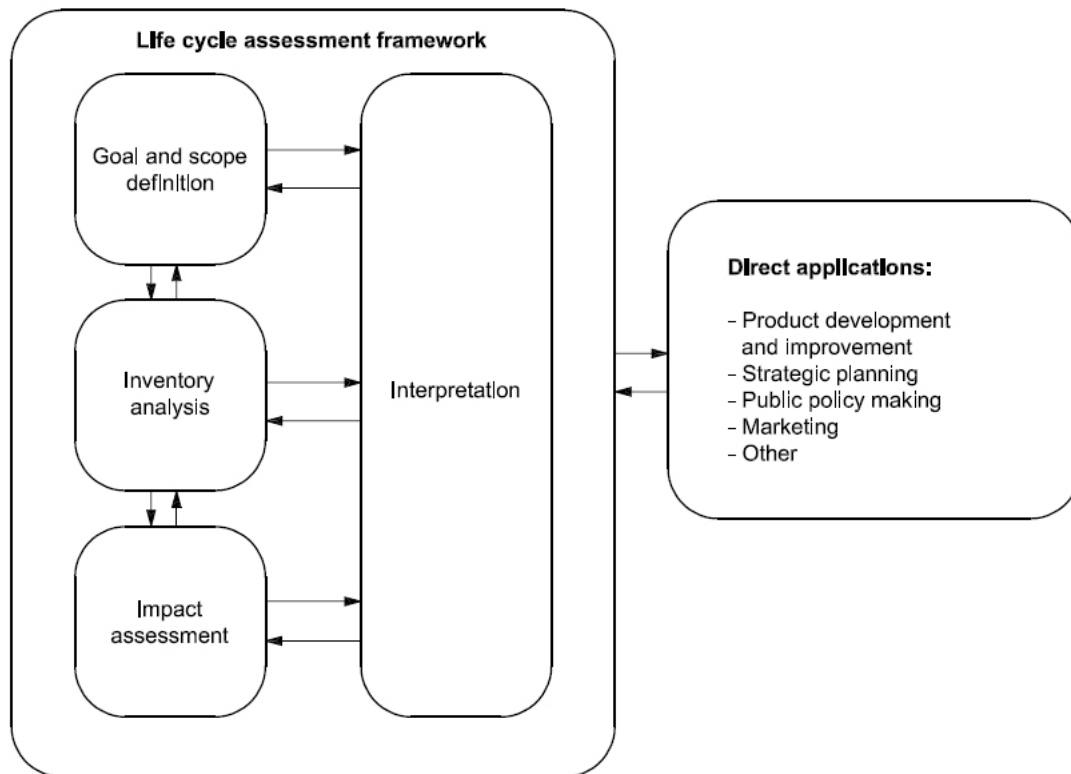 Life cycle assessment framework
Goal and scope
definition
Inventory
analysis
Impact
assessment
Interpretation
Direct applications:
- Product development
and improvement
- Strategic planning
- Public policy making
- Marketing
- Other